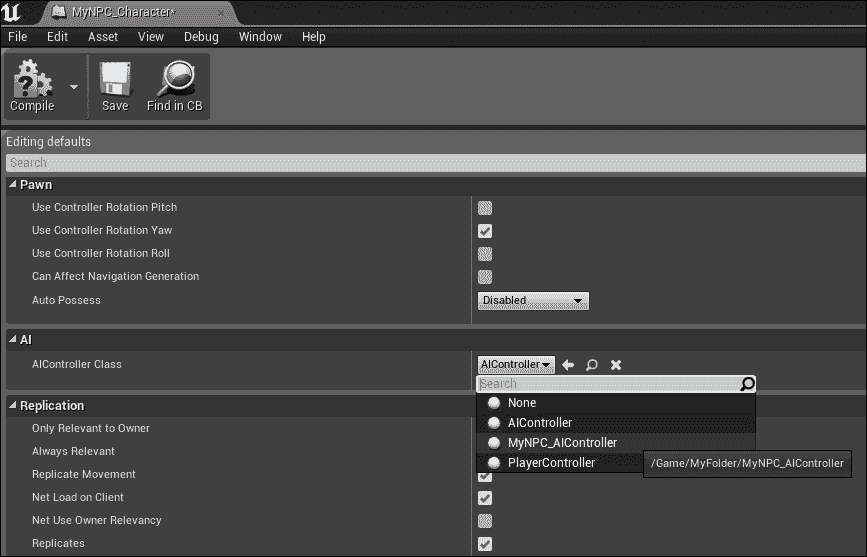 MyNPC_Character*
File Edit Asset View Debug Window Help
Compile Save Find in CB
Editing defaults
Search
Pawn
Use Controller Rotation Pitch
Use Controller Rotation Yaw
Use Controller Rotation Roll
Can Affect Navigation Generation
Auto Possess Disabled
AI
AIController Class AIController
Search
None
AIController
MyNPC_AIController
PlayerController
/Game/MyFolder/MyNPC_AIController
Replication
Only Relevant to Owner
Always Relevant
Replicate Movement
Net Load on Client
Net Use Owner Relevancy
Replicates